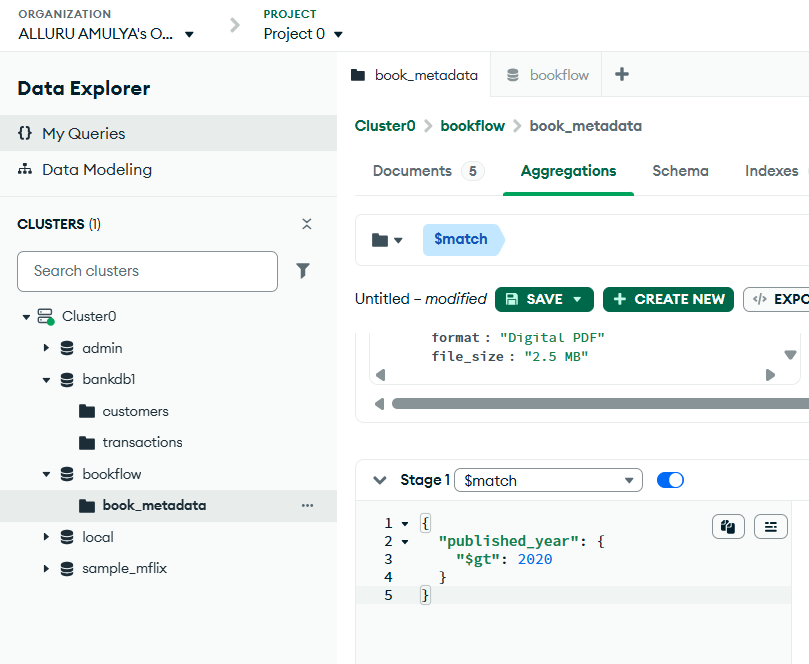 ORGANIZATION
ALLURU AMULYA's O...
PROJECT
Project 0
Data Explorer
My Queries
Data Modeling
CLUSTERS (1)
Search clusters
Cluster0
admin
bankdb1
customers
transactions
bookflow
book_metadata
local
sample_mflix
book_metadata
bookflow
Cluster0 > bookflow > book_metadata
Documents 5
Aggregations
Schema
Indexes
$match
Untitled – modified
SAVE
+ CREATE NEW
</> EXPO
format : "Digital PDF"
file_size : "2.5 MB"
Stage 1 $match
1 {
2 "published_year": {
3 "$gt": 2020
4 }
5 }